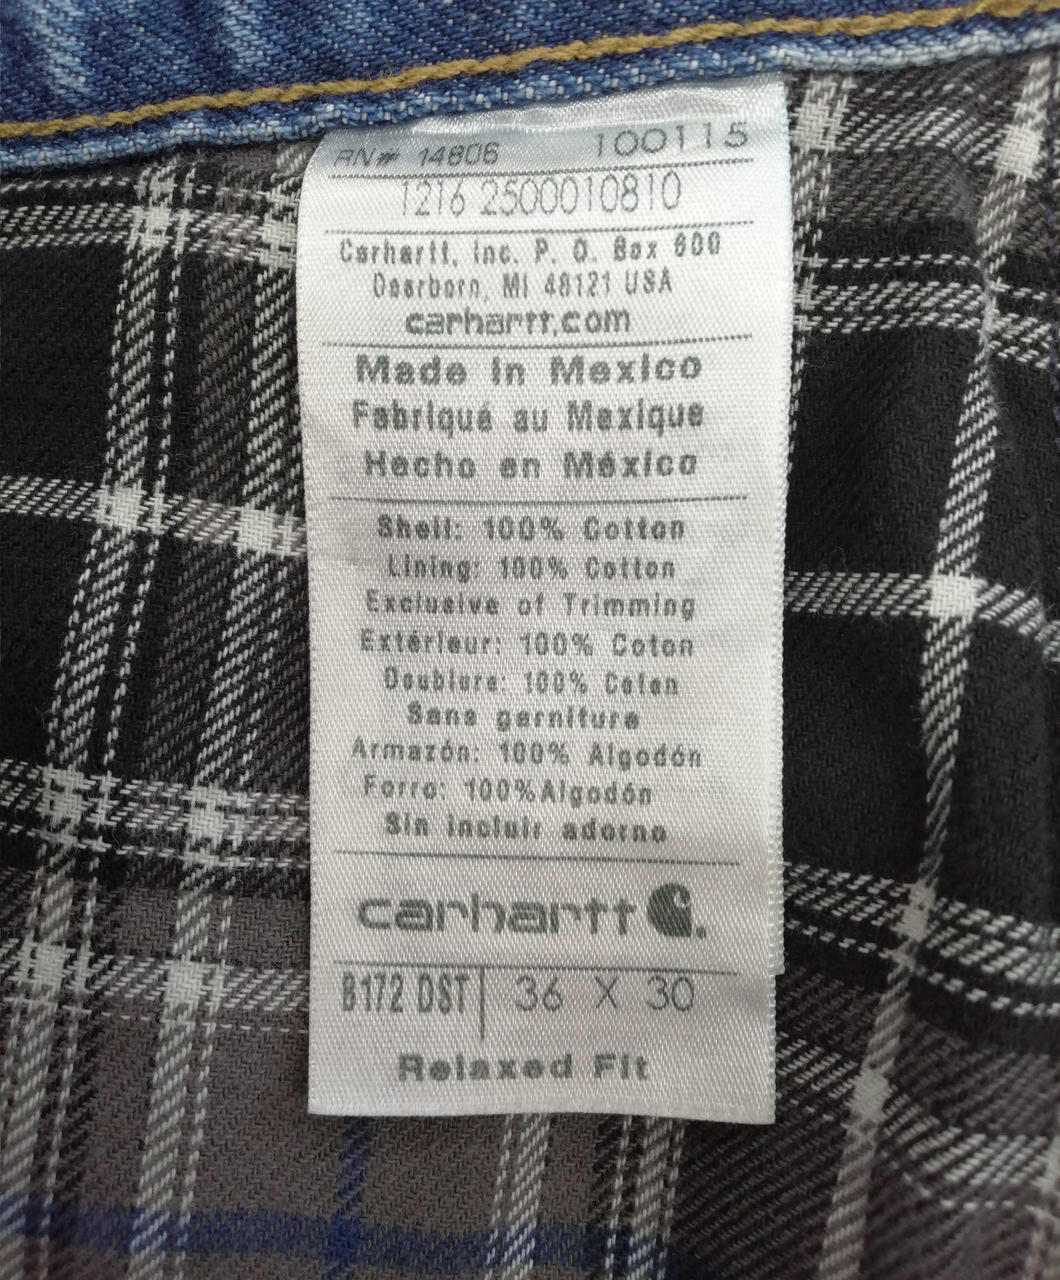 RN# 14806 100115
1216 2500010810
Carhartt, Inc. P. O. Box 600
Dearborn, MI 48121 USA
carhartt.com
Made in Mexico
Fabriqué au Mexique
Hecho en México
Shell: 100% Cotton
Lining: 100% Cotton
Exclusive of Trimming
Extérieur: 100% Coton
Doublure: 100% Coton
Sans garniture
Armazón: 100% Algodón
Forro: 100%Algodón
Sin incluir adorno
carhartt
B172 DST 36 X 30
Relaxed Fit